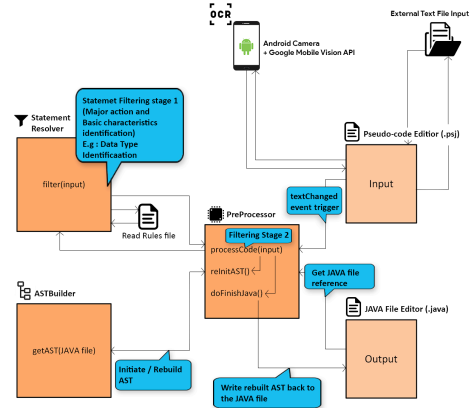 OCR
External Text File Input
Android Camera
+ Google Mobile Vision API
Statemet Filtering stage 1
(Major action and
Basic characteristics
identification)
E.g : Data Type
Identificaation
Statement
Resolver
Pseudo-code Editior (.psj)
filter(input)
Input
textChanged
event trigger
Read Rules file
PreProcessor
Filtering Stage 2
processCode(input)
reInitAST()
doFinishJava()
Get JAVA file
reference
ASTBuilder
JAVA File Editor (.java)
getAST(JAVA file)
Output
Initiate / Rebuild
AST
Write rebuilt AST back to
the JAVA file